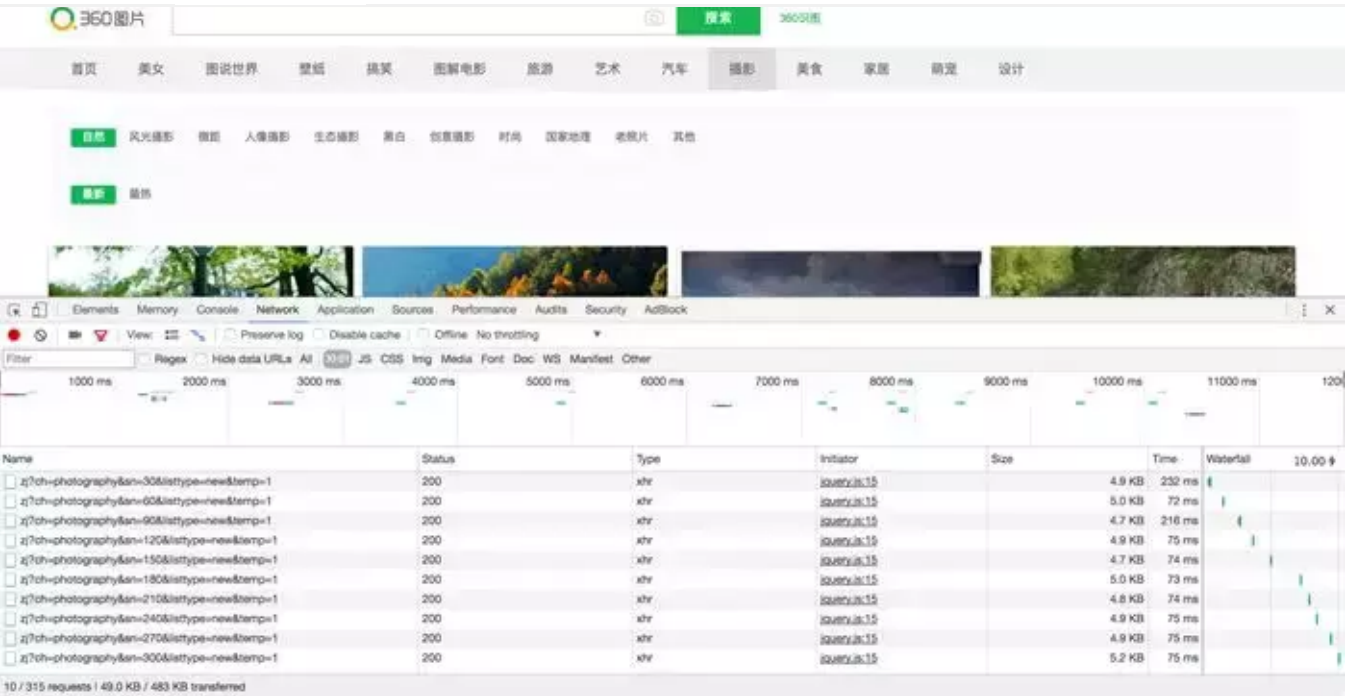 360图片 搜索 360识图
首页 美女 图说世界 壁纸 搞笑 图解电影 旅游 艺术 汽车 摄影 美食 家居 萌宠 设计
自然 风光摄影 微距 人像摄影 生态摄影 黑白 创意摄影 时尚 国家地理 老照片 其他
最新 最热
Elements Memory Console Network Application Sources Performance Audits Security AdBlock
View: Preserve log Disable cache Offline No throttling
Filter Regex Hide data URLs All XHR JS CSS Img Media Font Doc WS Manifest Other
1000 ms 2000 ms 3000 ms 4000 ms 5000 ms 6000 ms 7000 ms 8000 ms 9000 ms 10000 ms 11000 ms 120
Name Status Type Initiator Size Time Waterfall 10.00 s
zj?ch=photography&sn=30&listtype=new&temp=1 200 xhr jquery.js:15 4.9 KB 232 ms
zj?ch=photography&sn=60&listtype=new&temp=1 200 xhr jquery.js:15 5.0 KB 72 ms
zj?ch=photography&sn=90&listtype=new&temp=1 200 xhr jquery.js:15 4.7 KB 216 ms
zj?ch=photography&sn=120&listtype=new&temp=1 200 xhr jquery.js:15 4.9 KB 75 ms
zj?ch=photography&sn=150&listtype=new&temp=1 200 xhr jquery.js:15 4.7 KB 74 ms
zj?ch=photography&sn=180&listtype=new&temp=1 200 xhr jquery.js:15 5.0 KB 73 ms
zj?ch=photography&sn=210&listtype=new&temp=1 200 xhr jquery.js:15 4.8 KB 74 ms
zj?ch=photography&sn=240&listtype=new&temp=1 200 xhr jquery.js:15 4.9 KB 75 ms
zj?ch=photography&sn=270&listtype=new&temp=1 200 xhr jquery.js:15 4.9 KB 75 ms
zj?ch=photography&sn=300&listtype=new&temp=1 200 xhr jquery.js:15 5.2 KB 75 ms
10 / 315 requests | 49.0 KB / 483 KB transferred